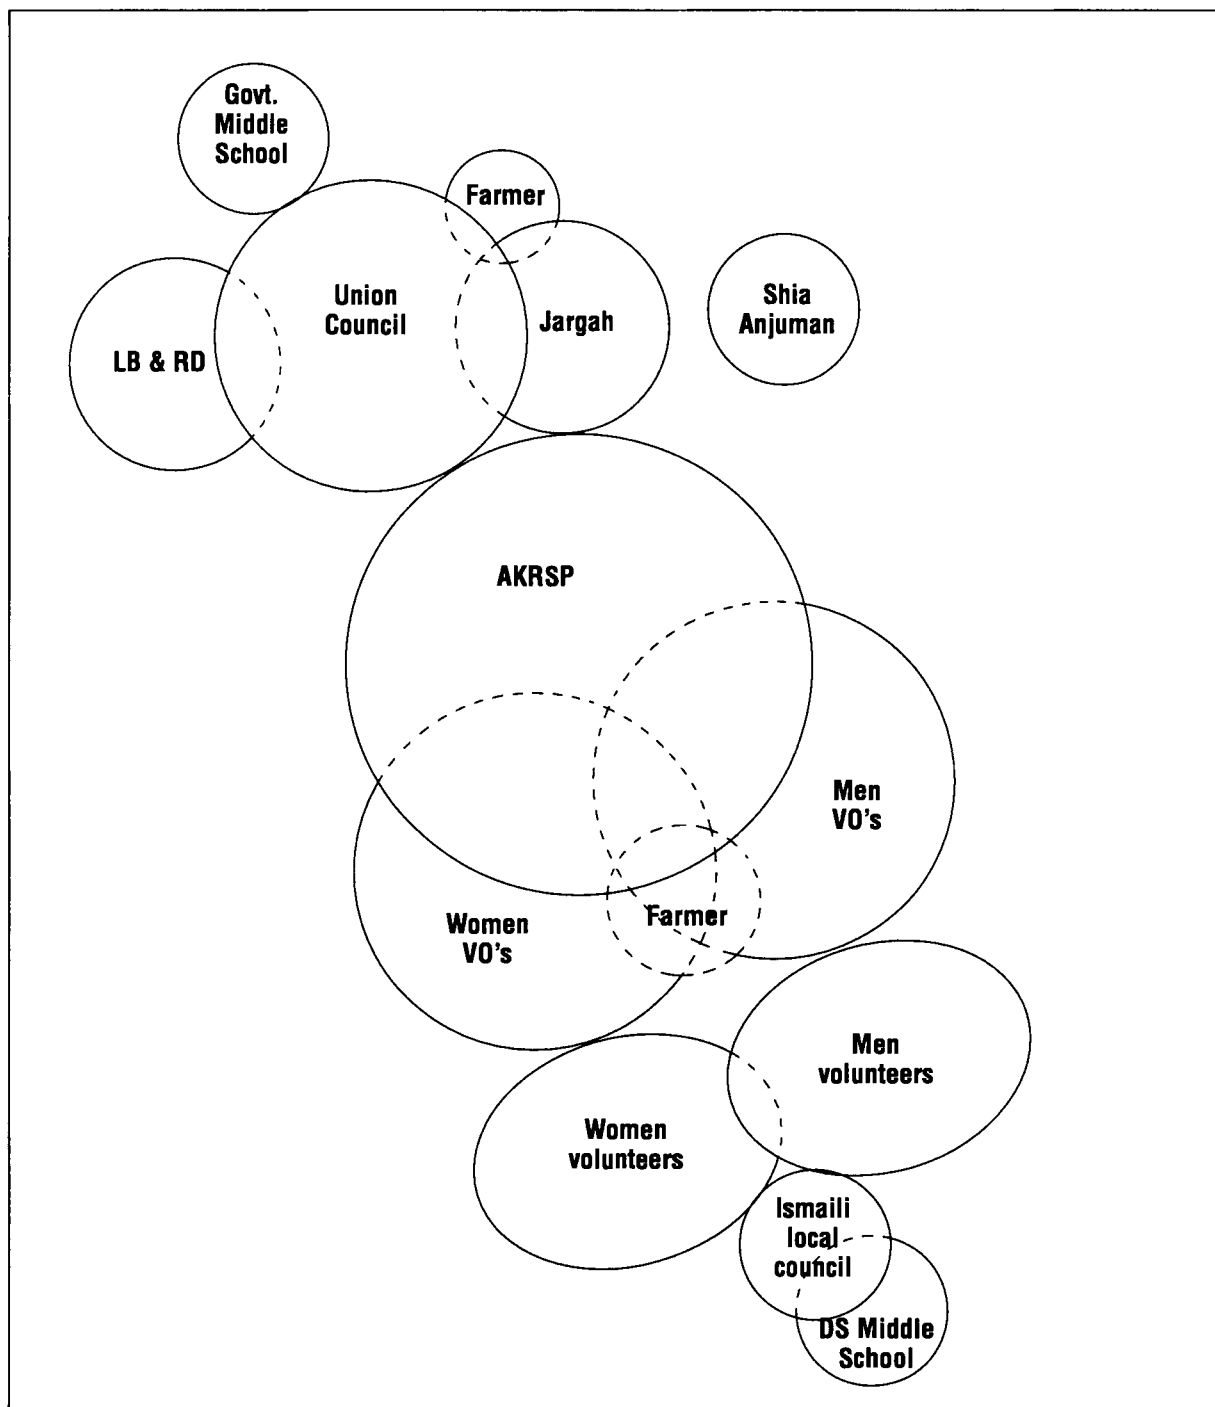 Govt.
Middle
School
Farmer
Union
Council
Jargah
Shia
Anjuman
LB & RD
AKRSP
Men
VO's
Women
VO's
Farmer
Men
volunteers
Women
volunteers
Ismaili
local
council
DS Middle
School